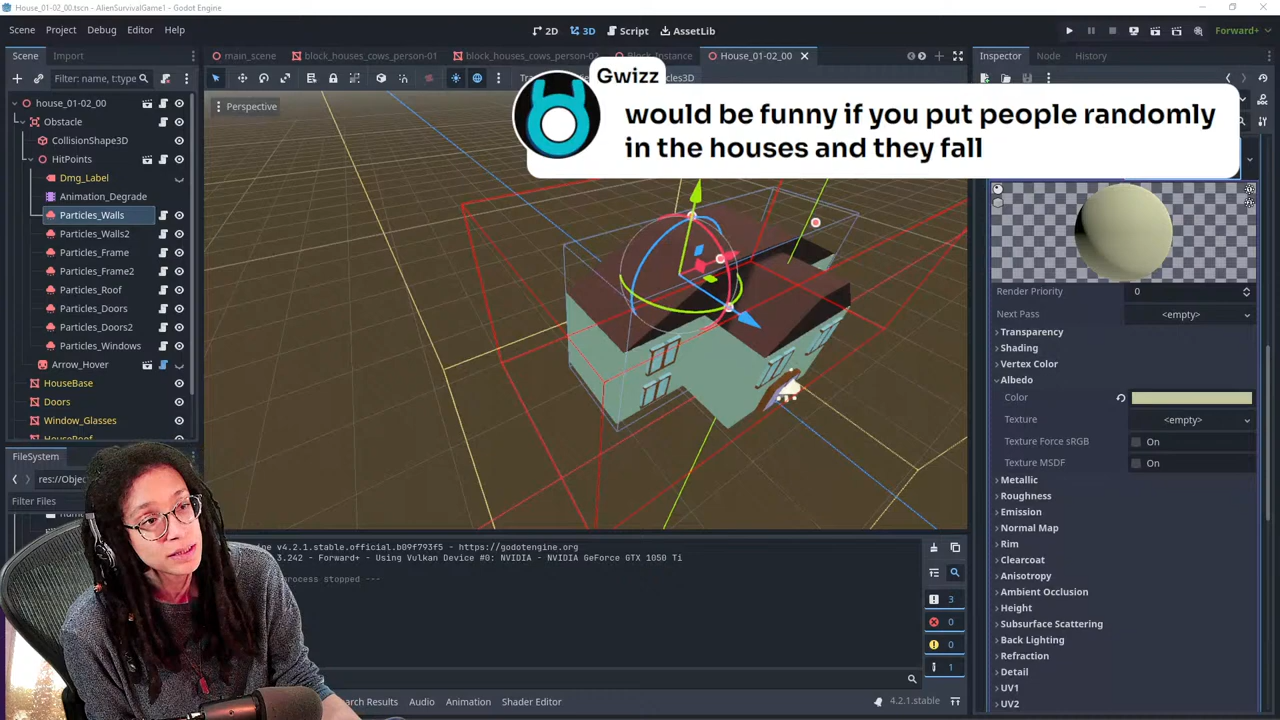 House_01-02_00.tscn - AlienSurvivalGame1 - Godot Engine
Scene Project Debug Editor Help
2D 3D Script AssetLib
Forward+
Scene Import
main_scene block_houses_cows_person-01 block_houses_cows_person-02 Block_Instance House_01-02_00
Inspector Node History
Filter: name, t:type
Perspective
Gwizz
would be funny if you put people randomly
in the houses and they fall
house_01-02_00
Obstacle
CollisionShape3D
HitPoints
Dmg_Label
Animation_Degrade
Particles_Walls
Particles_Walls2
Particles_Frame
Particles_Frame2
Particles_Roof
Particles_Doors
Particles_Doors2
Particles_Windows
Arrow_Hover
HouseBase
Doors
Window_Glasses
HouseRoof
FileSystem
Filter Files
Render Priority 0
Next Pass <empty>
Transparency
Shading
Vertex Color
Albedo
Color
Texture <empty>
Texture Force sRGB On
Texture MSDF On
Metallic
Roughness
Emission
Normal Map
Rim
Clearcoat
Anisotropy
Ambient Occlusion
Height
Subsurface Scattering
Back Lighting
Refraction
Detail
UV1
UV2
v4.2.1.stable.official.b09f793f5 - https://godotengine.org
3.242 - Forward+ - Using Vulkan Device #0: NVIDIA - NVIDIA GeForce GTX 1050 Ti
process stopped ---
3
0
0
1
Search Results Audio Animation Shader Editor
4.2.1.stable